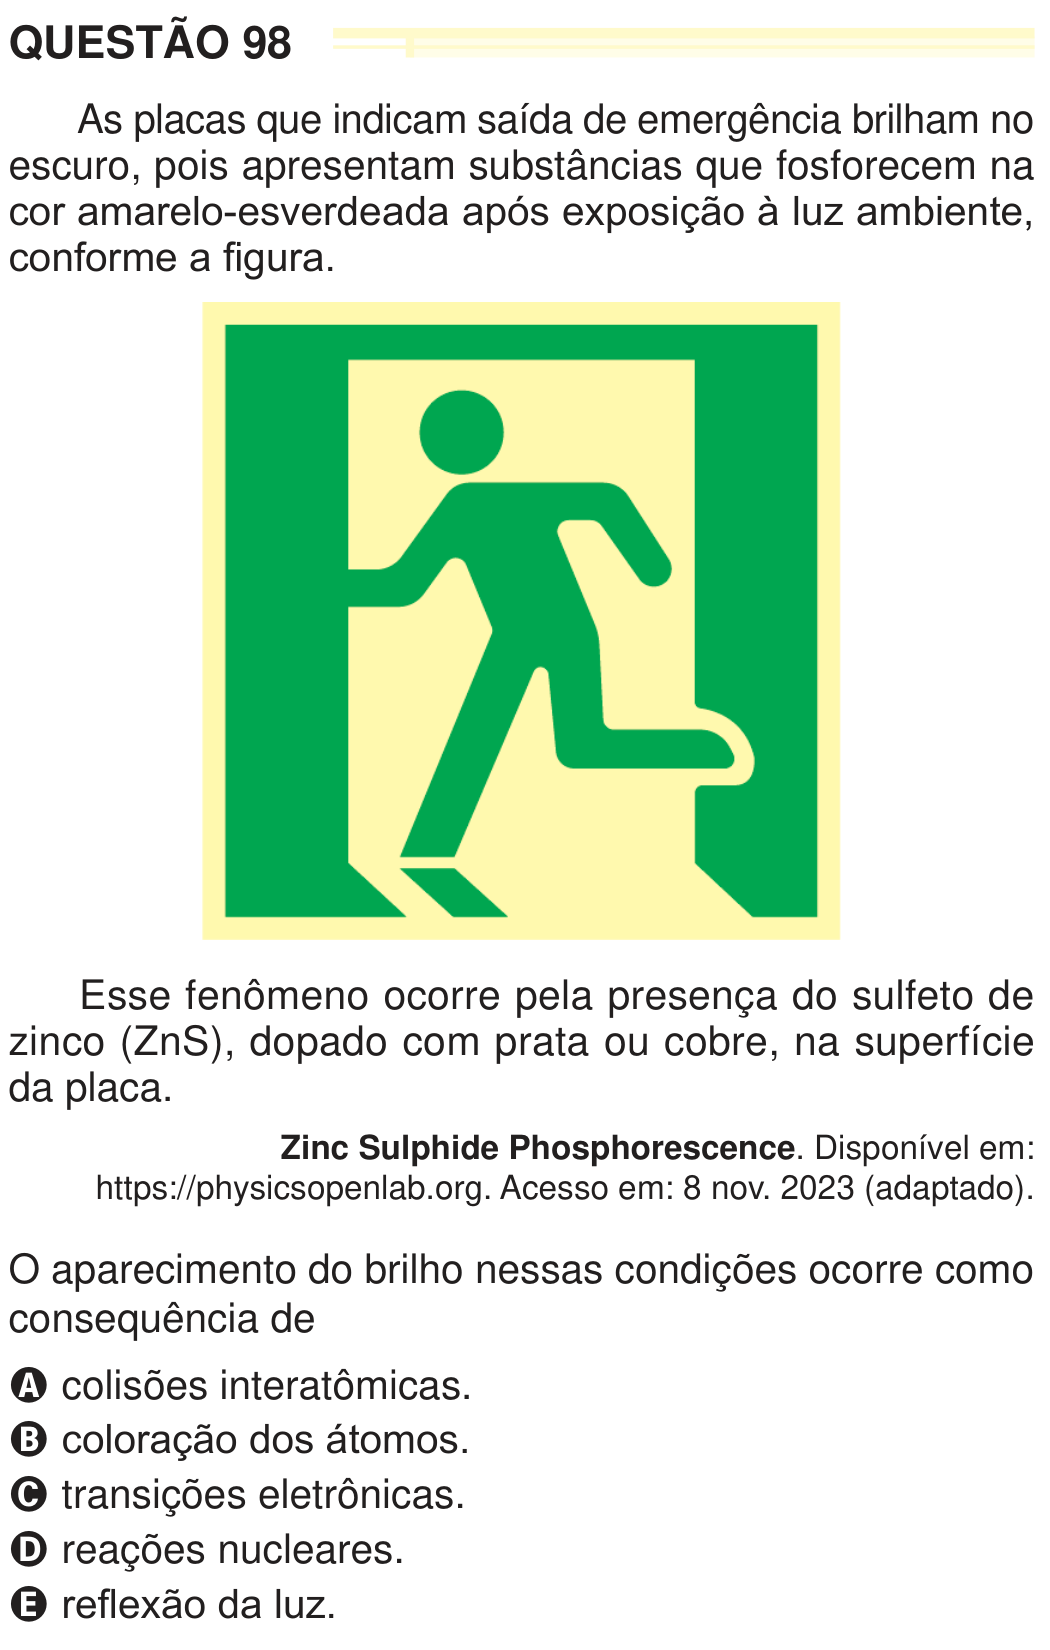 QUESTÃO 98
As placas que indicam saída de emergência brilham no
escuro, pois apresentam substâncias que fosforecem na
cor amarelo-esverdeada após exposição à luz ambiente,
conforme a figura.
Esse fenômeno ocorre pela presença do sulfeto de
zinco (ZnS), dopado com prata ou cobre, na superfície
da placa.
Zinc Sulphide Phosphorescence. Disponível em:
https://physicsopenlab.org. Acesso em: 8 nov. 2023 (adaptado).
O aparecimento do brilho nessas condições ocorre como
consequência de
A colisões interatômicas.
B coloração dos átomos.
C transições eletrônicas.
D reações nucleares.
E reflexão da luz.